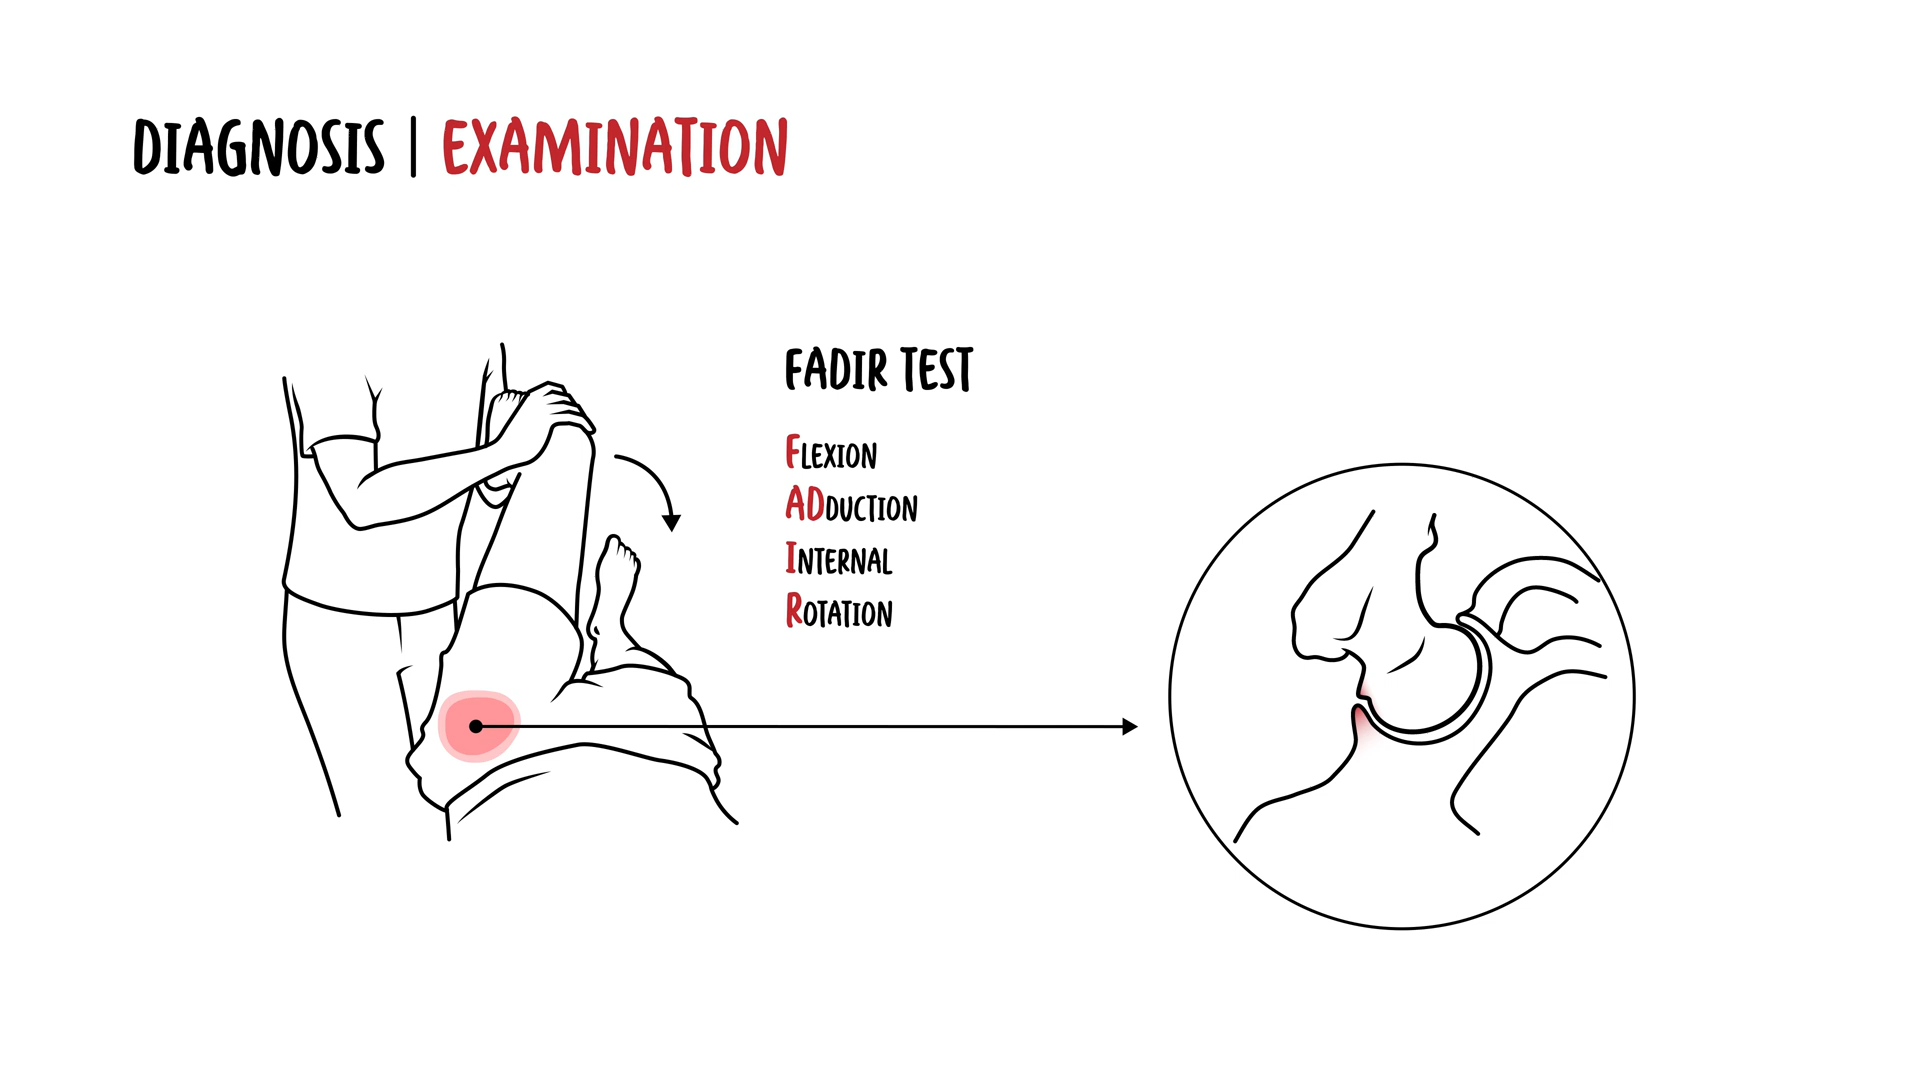 DIAGNOSIS | EXAMINATION
FADIR TEST
FLEXION
ADDUCTION
INTERNAL
ROTATION